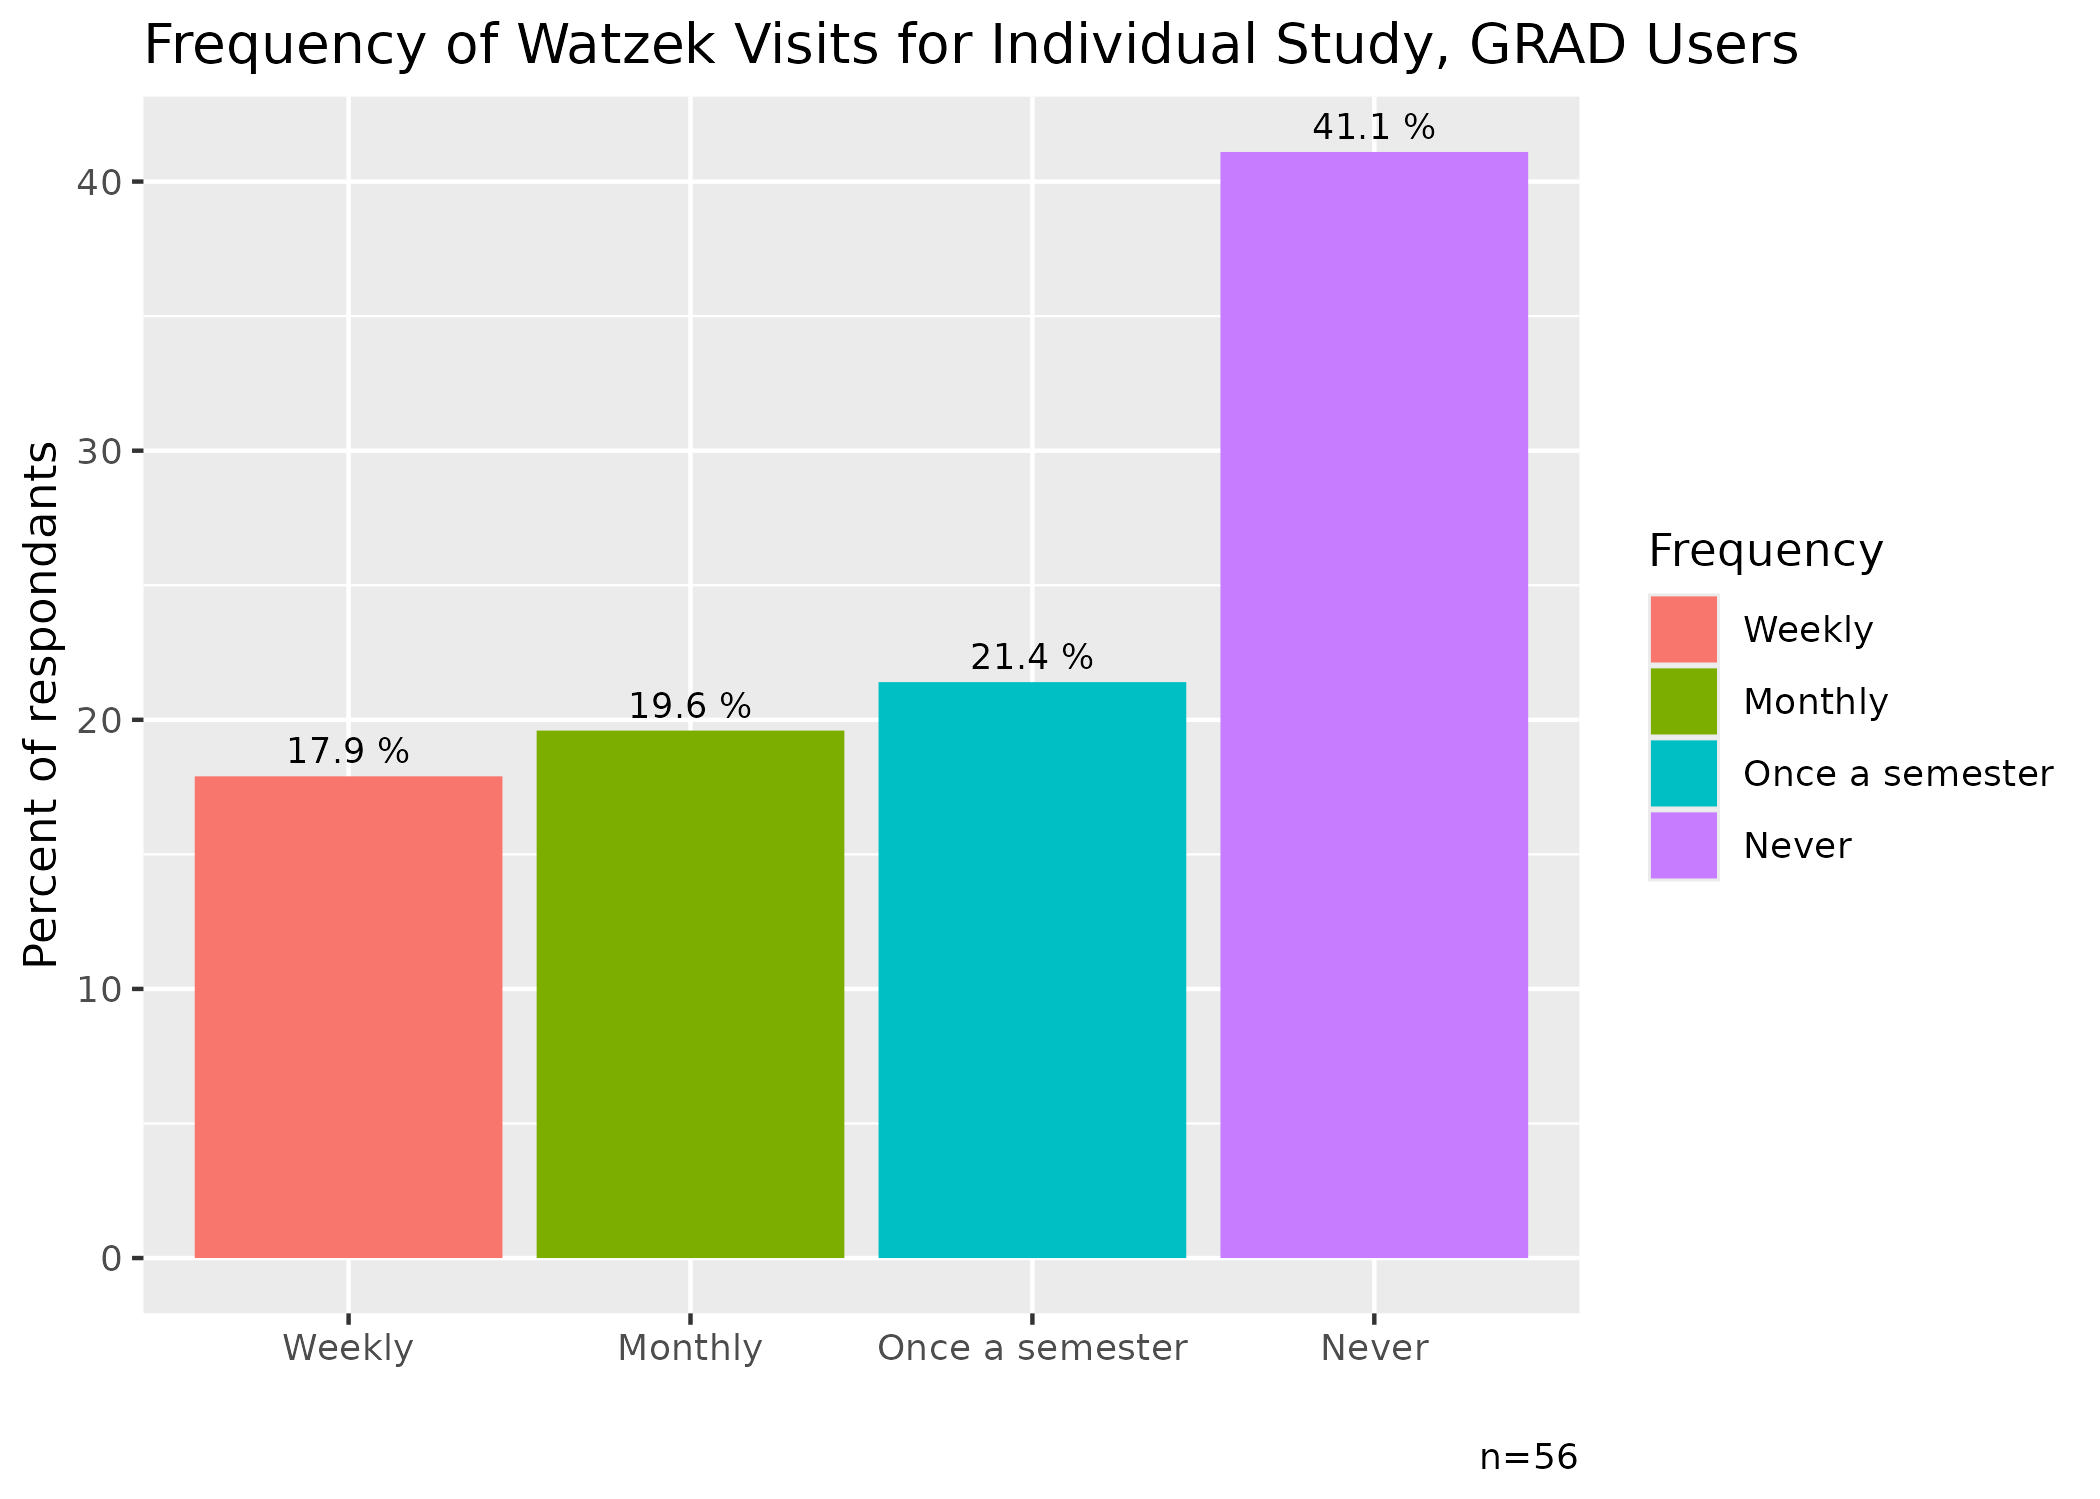 Frequency of Watzek Visits for Individual Study, GRAD Users
Percent of respondants
40
30
20
10
0
17.9 %
19.6 %
21.4 %
41.1 %
Weekly
Monthly
Once a semester
Never
Frequency
Weekly
Monthly
Once a semester
Never
n=56